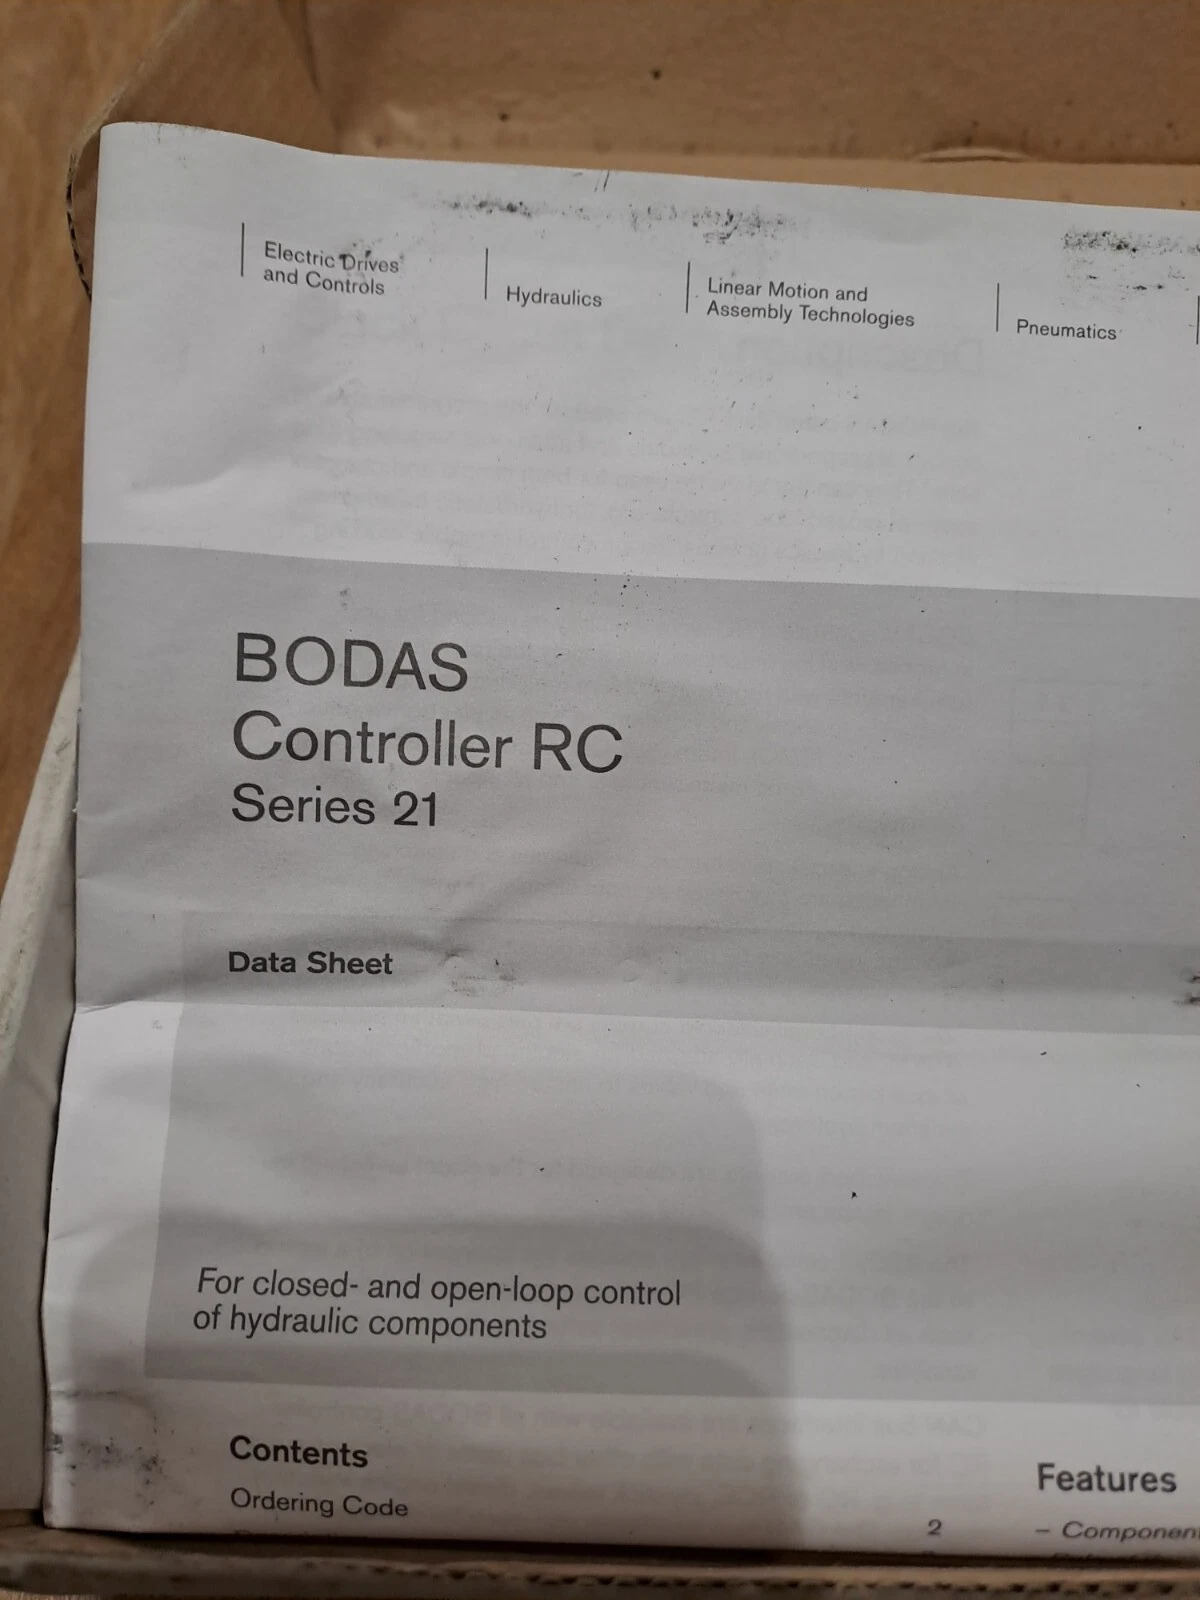 Electric Drives
and Controls
Hydraulics
Linear Motion and
Assembly Technologies
Pneumatics
BODAS
Controller RC
Series 21
Data Sheet
For closed- and open-loop control
of hydraulic components
Contents
Ordering Code
2
Features
– Component